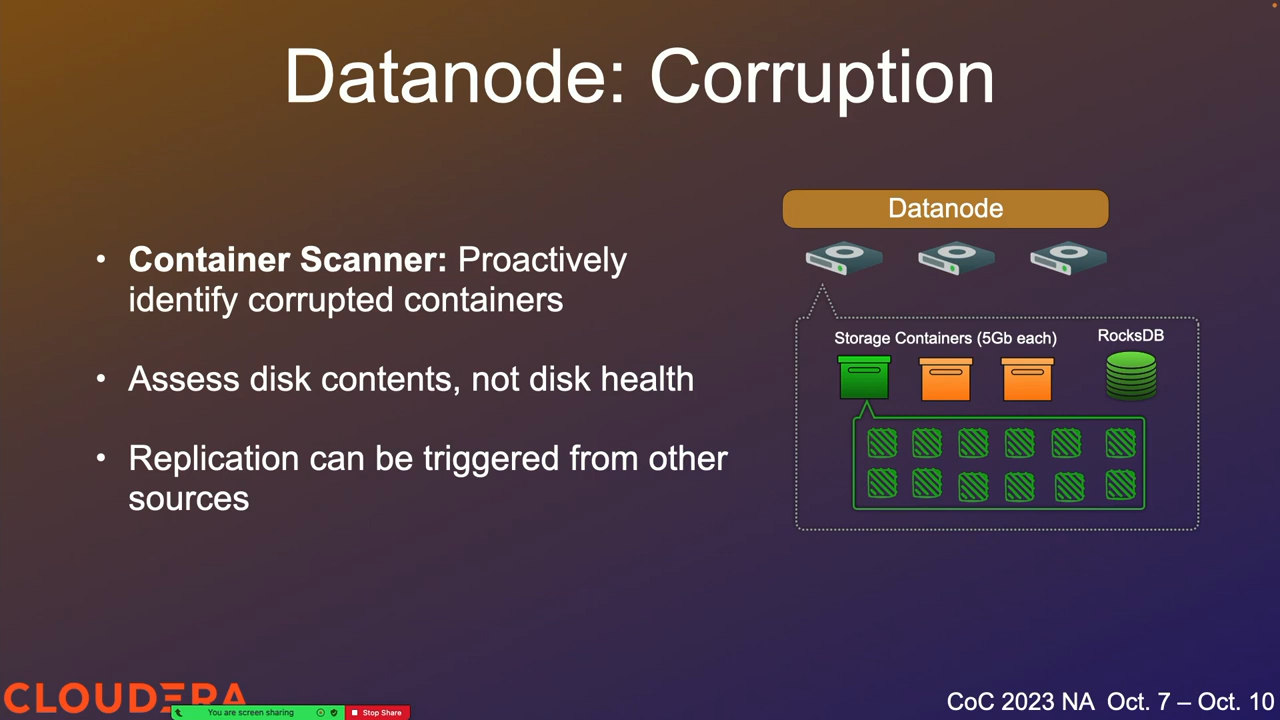 Datanode: Corruption
• Container Scanner: Proactively
identify corrupted containers
• Assess disk contents, not disk health
• Replication can be triggered from other
sources
Datanode
Storage Containers (5Gb each)
RocksDB
CLOUDERA
You are screen sharing
Stop Share
CoC 2023 NA Oct. 7 – Oct. 10